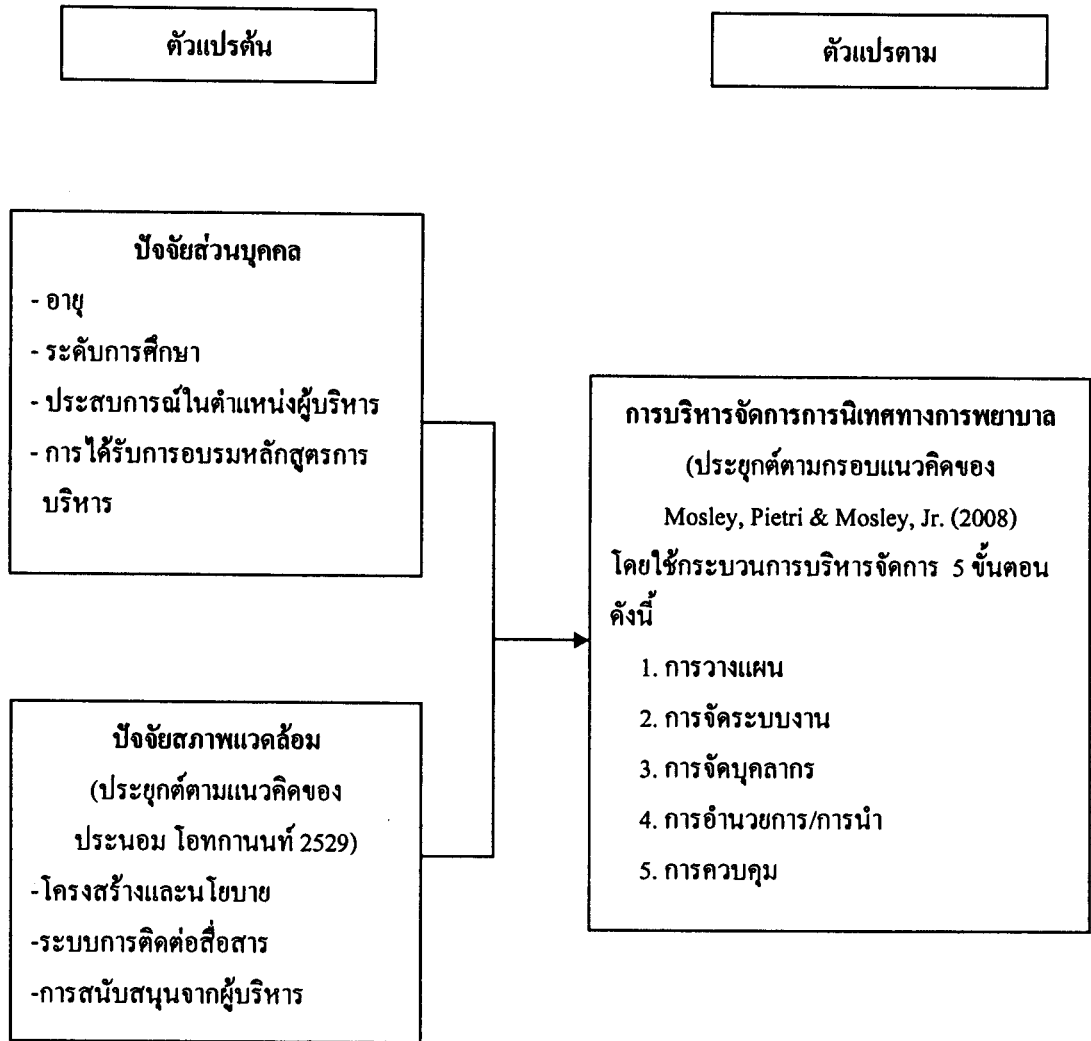 ตัวแปรต้น
ตัวแปรตาม
ปัจจัยส่วนบุคคล
- อายุ
- ระดับการศึกษา
- ประสบการณ์ในตำแหน่งผู้บริหาร
- การได้รับการอบรมหลักสูตรการ
บริหาร
ปัจจัยสภาพแวดล้อม
(ประยุกต์ตามแนวคิดของ
ประนอม โอทกานนท์ 2529)
-โครงสร้างและนโยบาย
-ระบบการติดต่อสื่อสาร
-การสนับสนุนจากผู้บริหาร
การบริหารจัดการการนิเทศทางการพยาบาล
(ประยุกต์ตามกรอบแนวคิดของ
Mosley, Pietri & Mosley, Jr. (2008)
โดยใช้กระบวนการบริหารจัดการ 5 ขั้นตอน
ดังนี้
1. การวางแผน
2. การจัดระบบงาน
3. การจัดบุคลากร
4. การอำนวยการ/การนำ
5. การควบคุม